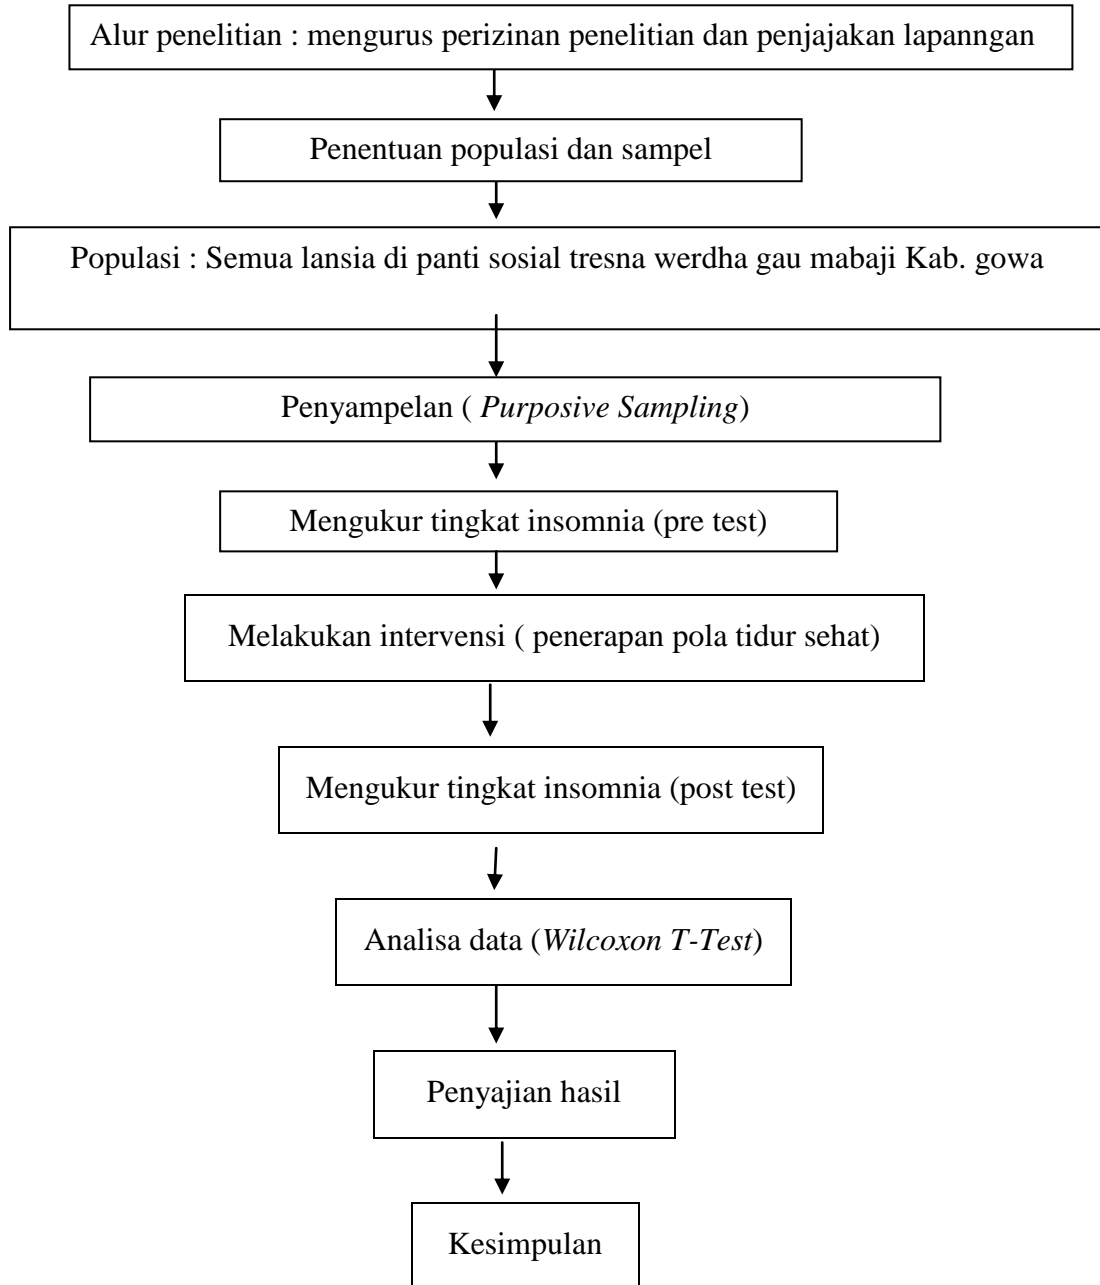 Alur penelitian : mengurus perizinan penelitian dan penjajakan lapanngan
Penentuan populasi dan sampel
Populasi : Semua lansia di panti sosial tresna werdha gau mabaji Kab. gowa
Penyampelan ( Purposive Sampling)
Mengukur tingkat insomnia (pre test)
Melakukan intervensi ( penerapan pola tidur sehat)
Mengukur tingkat insomnia (post test)
Analisa data (Wilcoxon T-Test)
Penyajian hasil
Kesimpulan